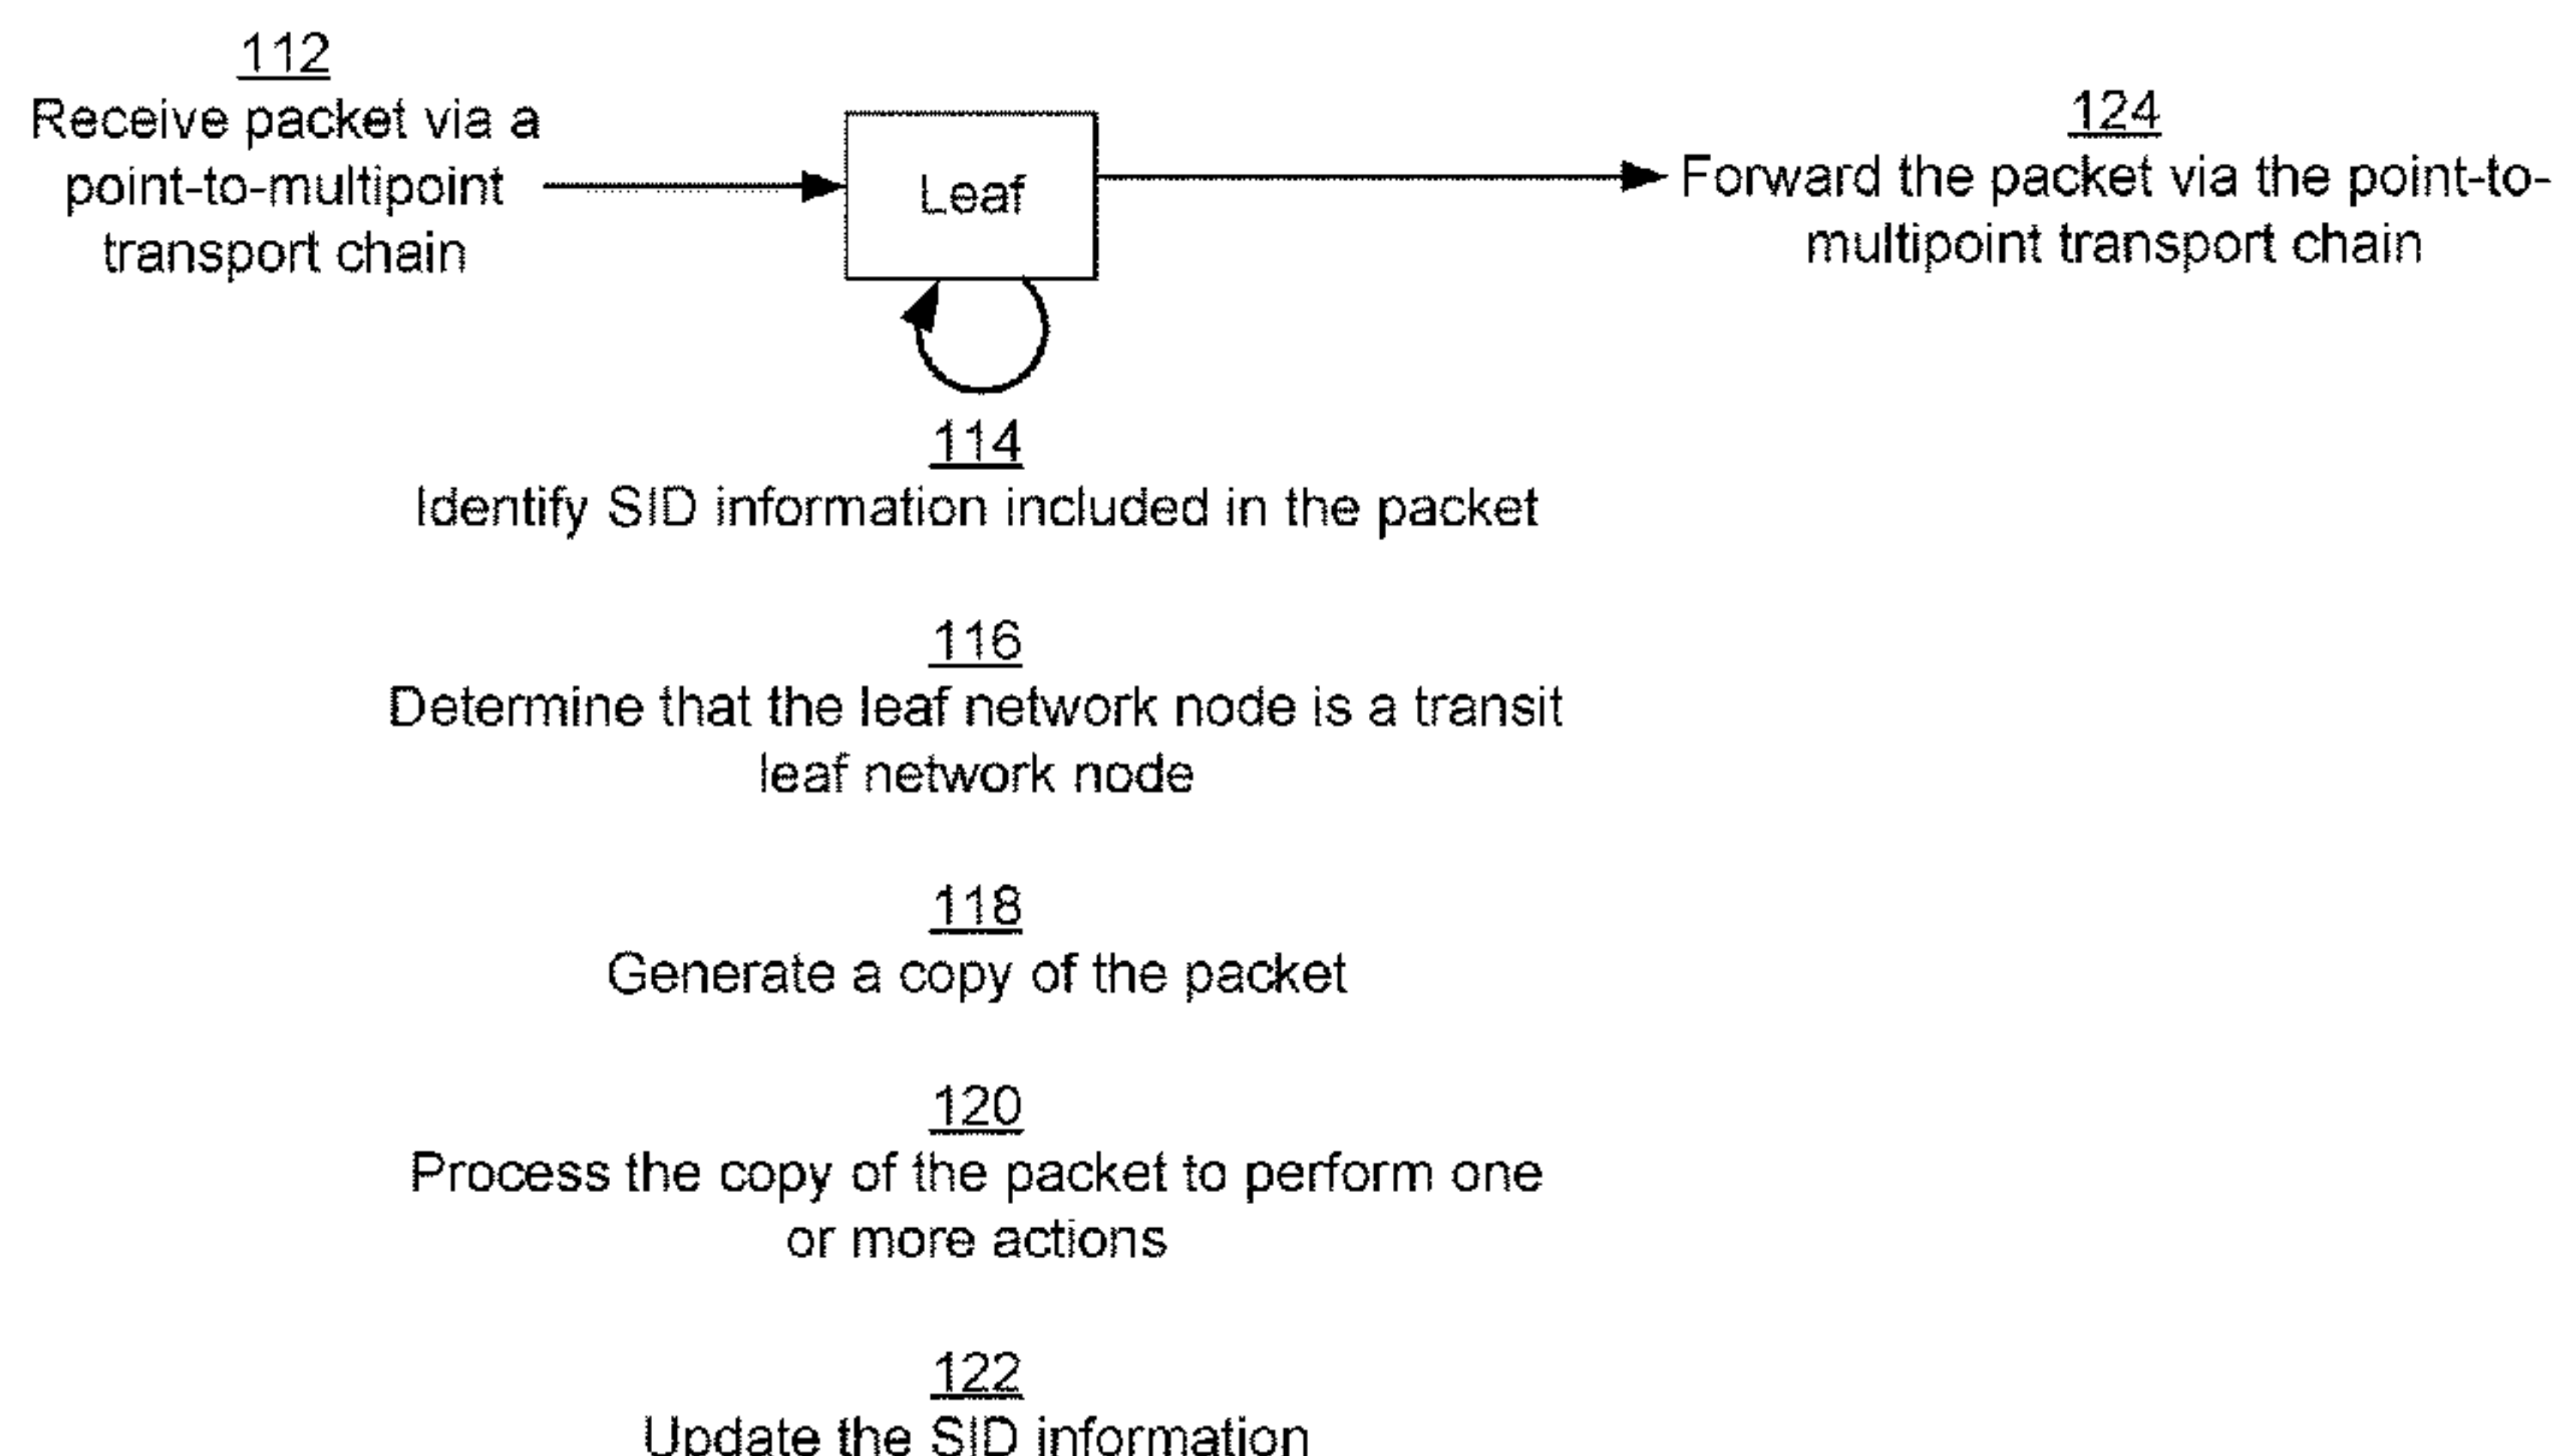 112
Receive packet via a
point-to-multipoint
transport chain
Leaf
124
Forward the packet via the point-to-
multipoint transport chain
114
Identify SID information included in the packet
116
Determine that the leaf network node is a transit
leaf network node
118
Generate a copy of the packet
120
Process the copy of the packet to perform one
or more actions
122
Update the SID information